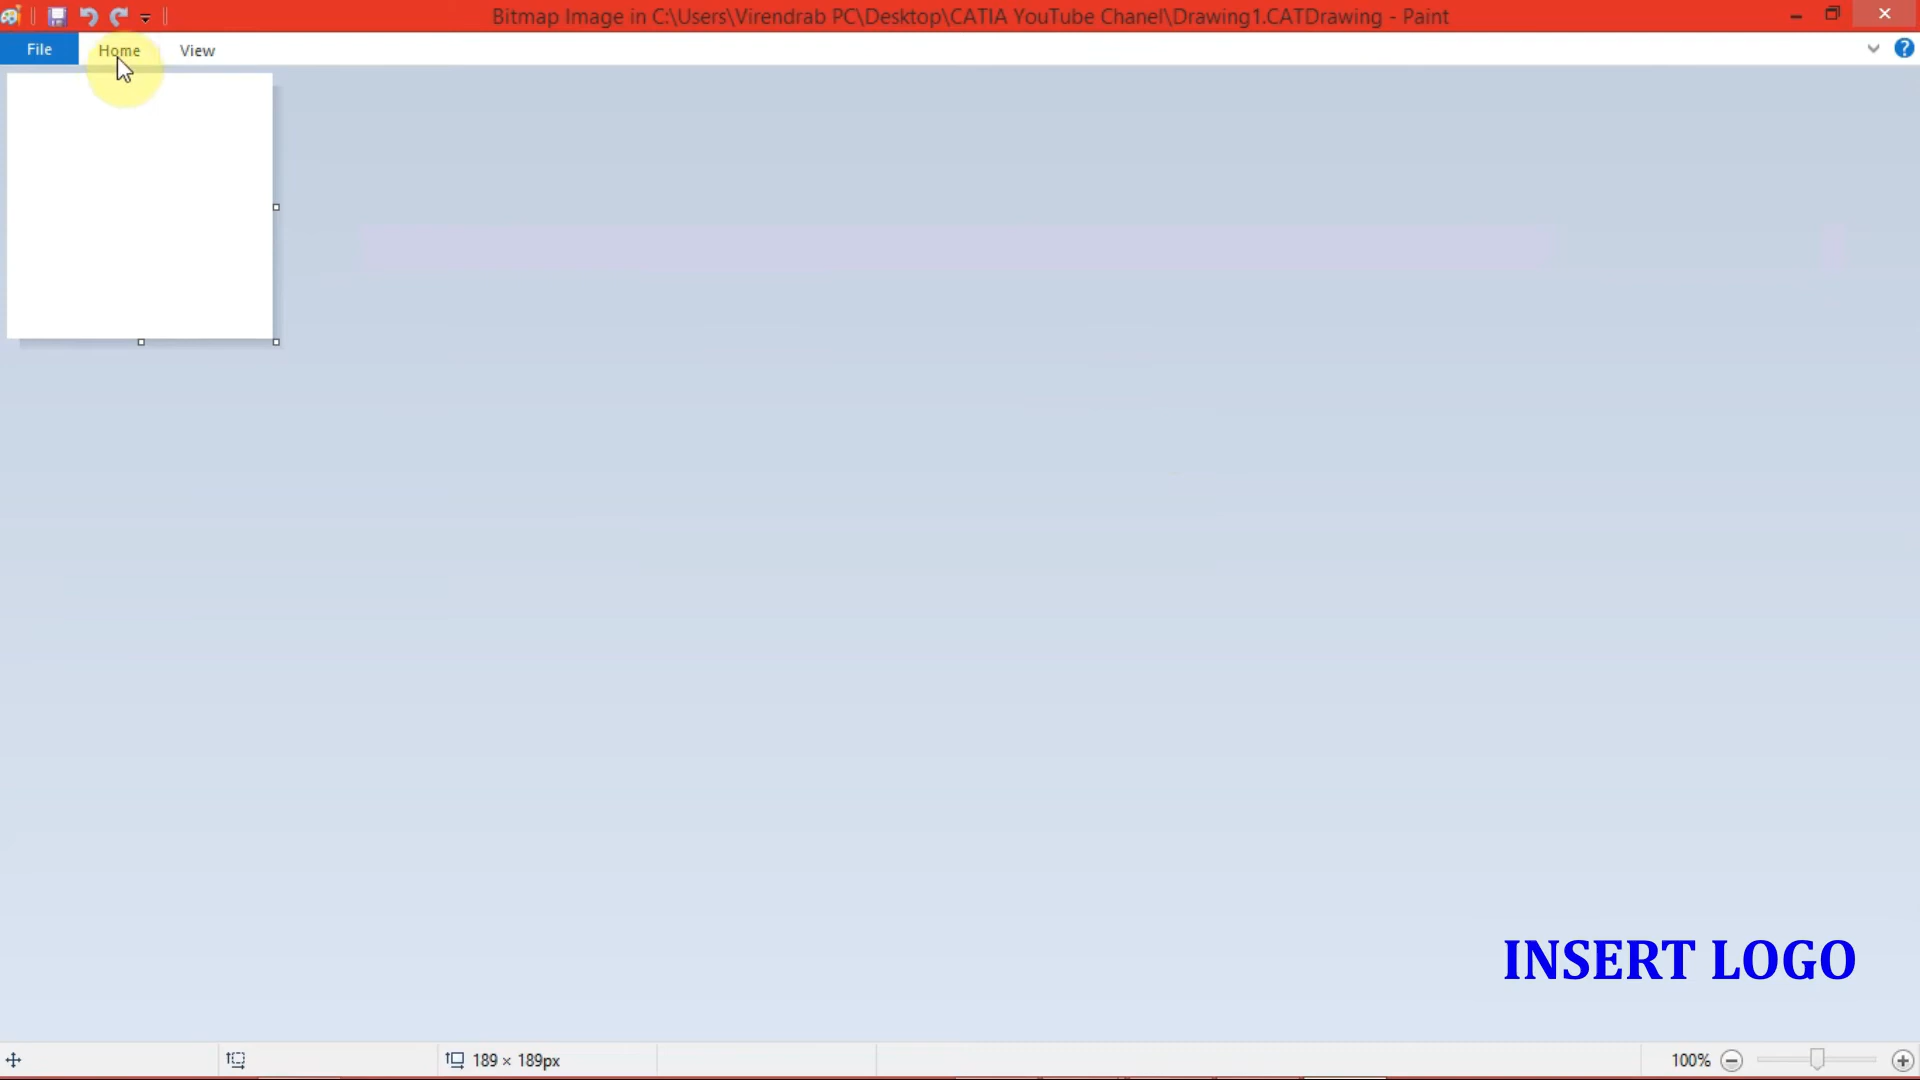 Bitmap Image in C:\Users\Virendrab PC\Desktop\CATIA YouTube Chanel\Drawing1.CATDrawing - Paint
File Home View
INSERT LOGO
189 × 189px 100%